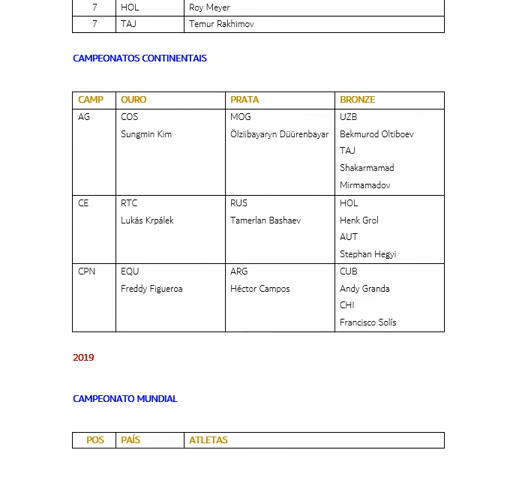 7 HOL Roy Meyer
7 TAJ Temur Rakhimov
CAMPEONATOS CONTINENTAIS
CAMP OURO PRATA BRONZE
AG COS MOG UZB
Sungmin Kim Ölziibayaryn Düürenbayar Bekmurod Oltiboev
TAJ
Shakarmamad
Mirmamadov
CE RTC RUS HOL
Lukás Krpálek Tamerlan Bashaev Henk Grol
AUT
Stephan Hegyi
CPN EQU ARG CUB
Freddy Figueroa Héctor Campos Andy Granda
CHI
Francisco Solís
2019
CAMPEONATO MUNDIAL
POS PAÍS ATLETAS